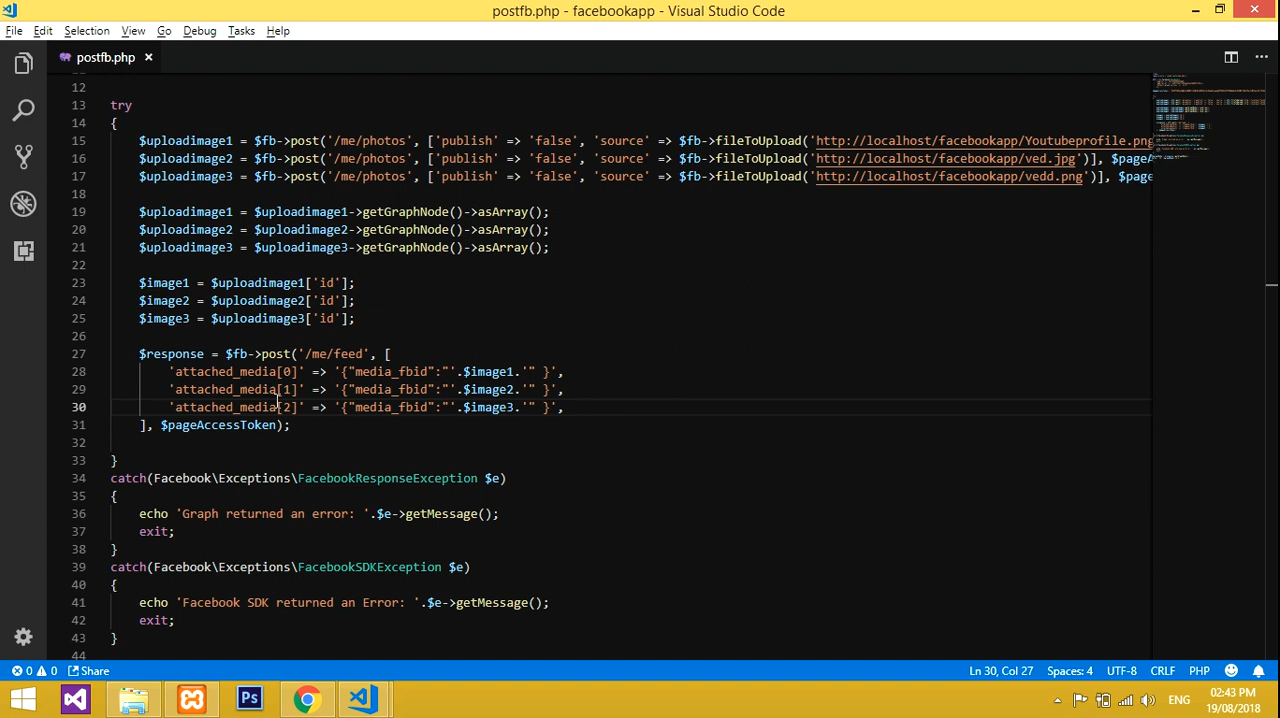 postfb.php - facebookapp - Visual Studio Code
File Edit Selection View Go Debug Tasks Help
postfb.php
12
13 try
14 {
15 $uploadimage1 = $fb->post('/me/photos', ['publish' => 'false', 'source' => $fb->fileToUpload('http://localhost/facebookapp/Youtubeprofile.png
16 $uploadimage2 = $fb->post('/me/photos', ['publish' => 'false', 'source' => $fb->fileToUpload('http://localhost/facebookapp/ved.jpg')], $page
17 $uploadimage3 = $fb->post('/me/photos', ['publish' => 'false', 'source' => $fb->fileToUpload('http://localhost/facebookapp/vedd.png')], $page
18
19 $uploadimage1 = $uploadimage1->getGraphNode()->asArray();
20 $uploadimage2 = $uploadimage2->getGraphNode()->asArray();
21 $uploadimage3 = $uploadimage3->getGraphNode()->asArray();
22
23 $image1 = $uploadimage1['id'];
24 $image2 = $uploadimage2['id'];
25 $image3 = $uploadimage3['id'];
26
27 $response = $fb->post('/me/feed', [
28 'attached_media[0]' => '{"media_fbid":"'.$image1.'" }',
29 'attached_media[1]' => '{"media_fbid":"'.$image2.'" }',
30 'attached_media[2]' => '{"media_fbid":"'.$image3.'" }',
31 ], $pageAccessToken);
32
33 }
34 catch(Facebook\Exceptions\FacebookResponseException $e)
35 {
36 echo 'Graph returned an error: '.$e->getMessage();
37 exit;
38 }
39 catch(Facebook\Exceptions\FacebookSDKException $e)
40 {
41 echo 'Facebook SDK returned an Error: '.$e->getMessage();
42 exit;
43 }
44
0 0 Share Ln 30, Col 27 Spaces: 4 UTF-8 CRLF PHP
Ps ENG 02:43 PM
19/08/2018